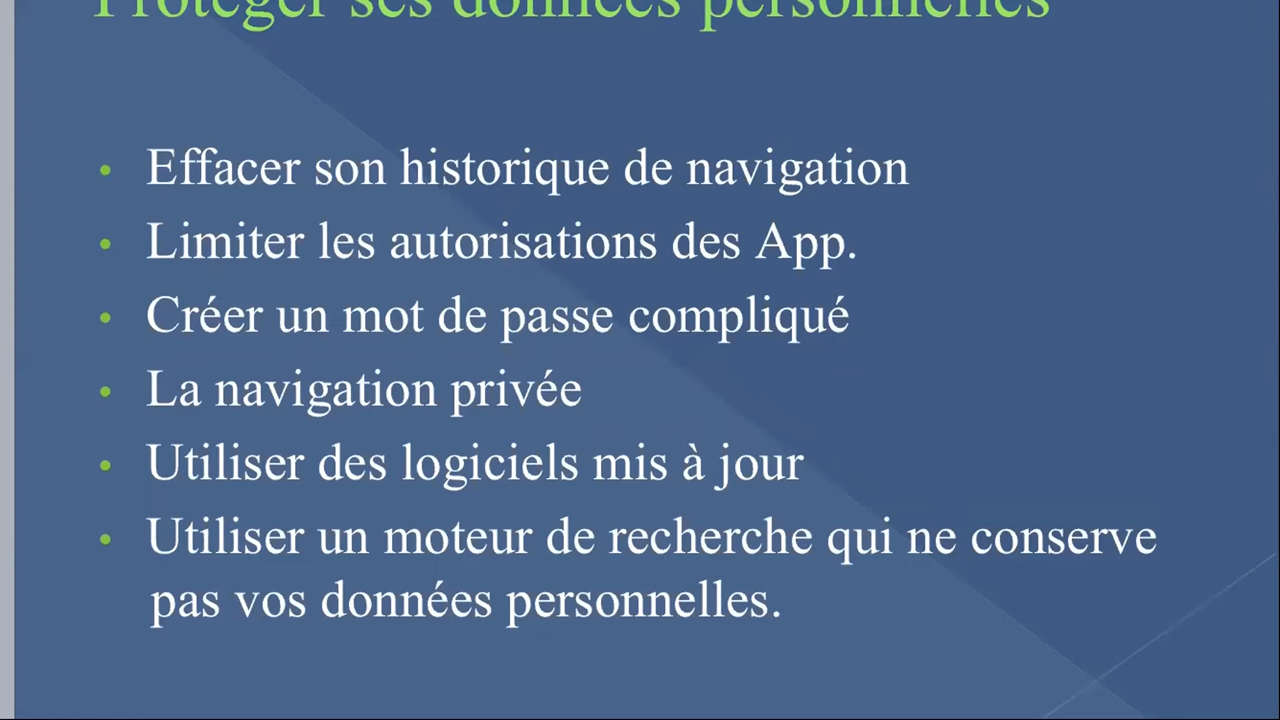 Protéger ses données personnelles
• Effacer son historique de navigation
• Limiter les autorisations des App.
• Créer un mot de passe compliqué
• La navigation privée
• Utiliser des logiciels mis à jour
• Utiliser un moteur de recherche qui ne conserve
pas vos données personnelles.